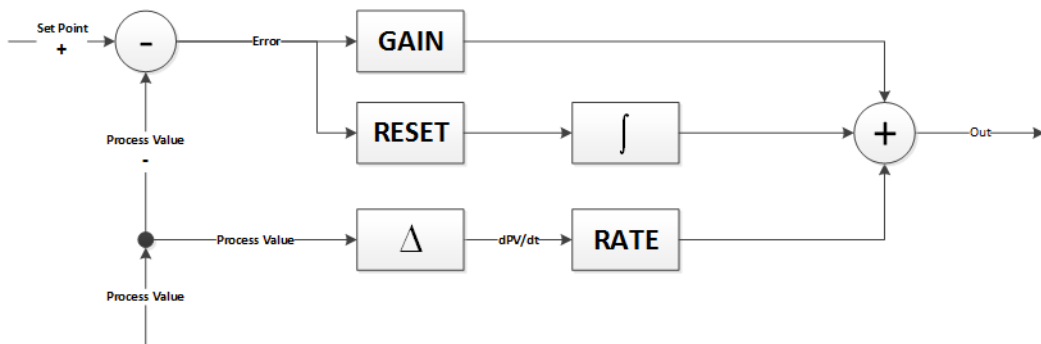 Set Point
+
-
Error
GAIN
Process Value
-
RESET
∫
+
Out
Process Value
Δ
dPV/dt
RATE
Process Value